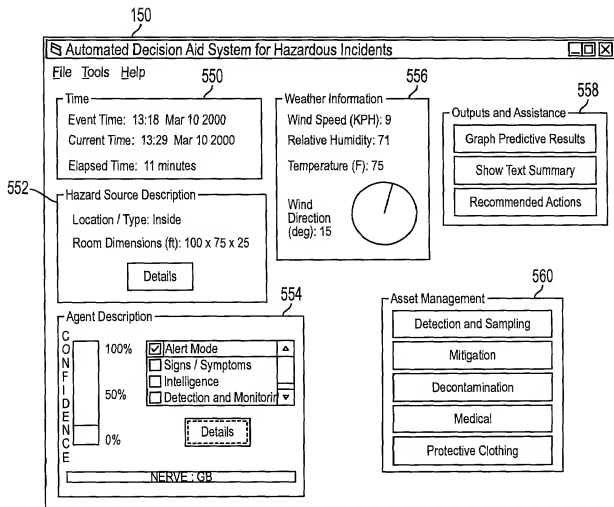 150
Automated Decision Aid System for Hazardous Incidents
File Tools Help
550
Time
Event Time: 13:18 Mar 10 2000
Current Time: 13:29 Mar 10 2000
Elapsed Time: 11 minutes
556
Weather Information
Wind Speed (KPH): 9
Relative Humidity: 71
Temperature (F): 75
Wind
Direction
(deg): 15
558
Outputs and Assistance
Graph Predictive Results
Show Text Summary
Recommended Actions
552
Hazard Source Description
Location / Type: Inside
Room Dimensions (ft): 100 x 75 x 25
Details
554
Agent Description
CONFIDENCE
100%
50%
0%
Alert Mode
Signs / Symptoms
Intelligence
Detection and Monitorin
Details
NERVE : GB
560
Asset Management
Detection and Sampling
Mitigation
Decontamination
Medical
Protective Clothing